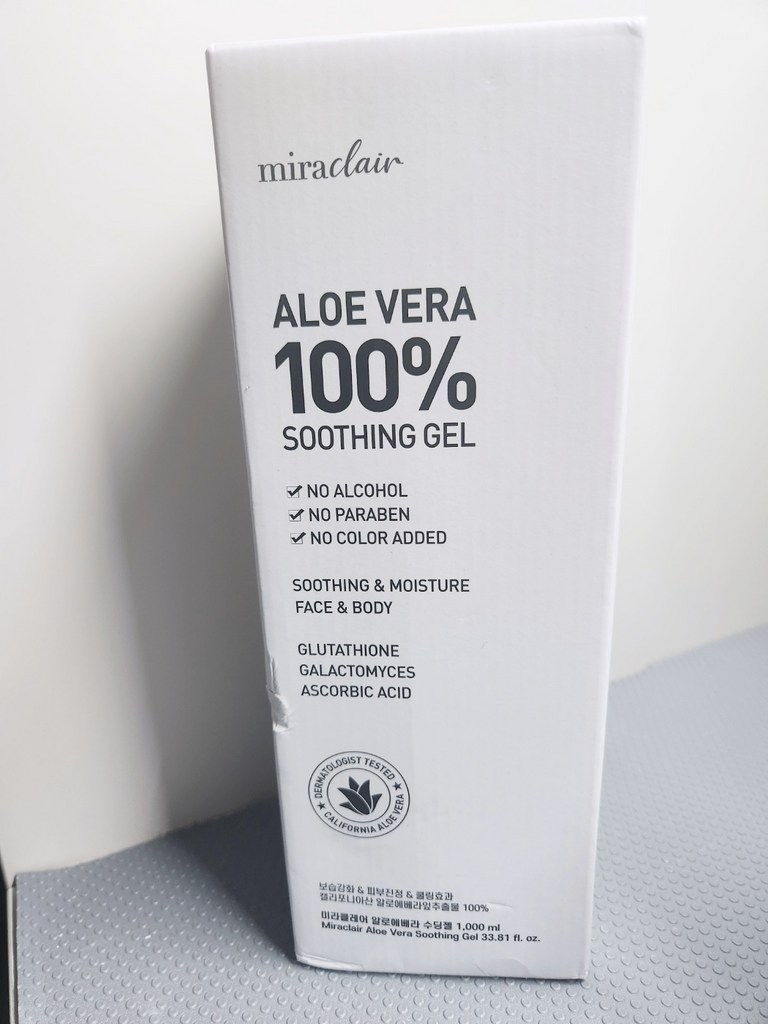 miraclair
ALOE VERA
100%
SOOTHING GEL
NO ALCOHOL
NO PARABEN
NO COLOR ADDED
SOOTHING & MOISTURE
FACE & BODY
GLUTATHIONE
GALACTOMYCES
ASCORBIC ACID
DERMATOLOGIST TESTED
CALIFORNIA ALOE VERA
보습강화 & 피부진정 & 쿨링효과
캘리포니아산 알로에베라잎추출물 100%
미라클레어 알로에베라 수딩젤 1,000 ml
Miraclair Aloe Vera Soothing Gel 33.81 fl. oz.